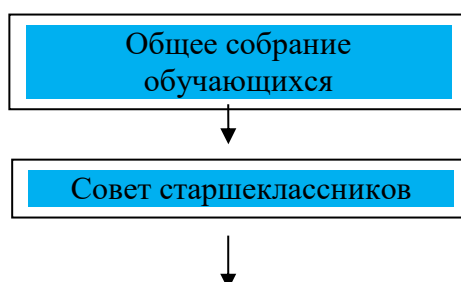 Общее собрание
обучающихся
Совет старшеклассников